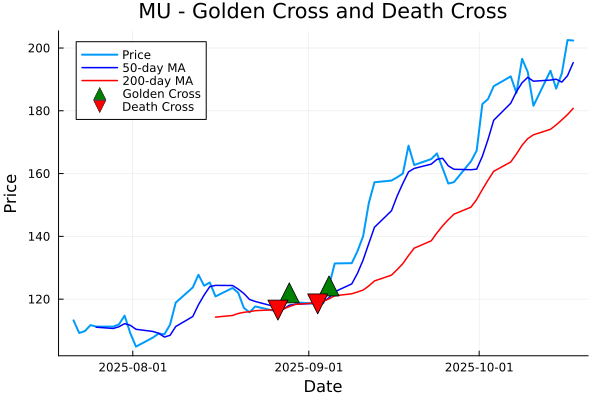 MU - Golden Cross and Death Cross
Price
50-day MA
200-day MA
Golden Cross
Death Cross
200
180
160
140
120
Price
2025-08-01
2025-09-01
2025-10-01
Date